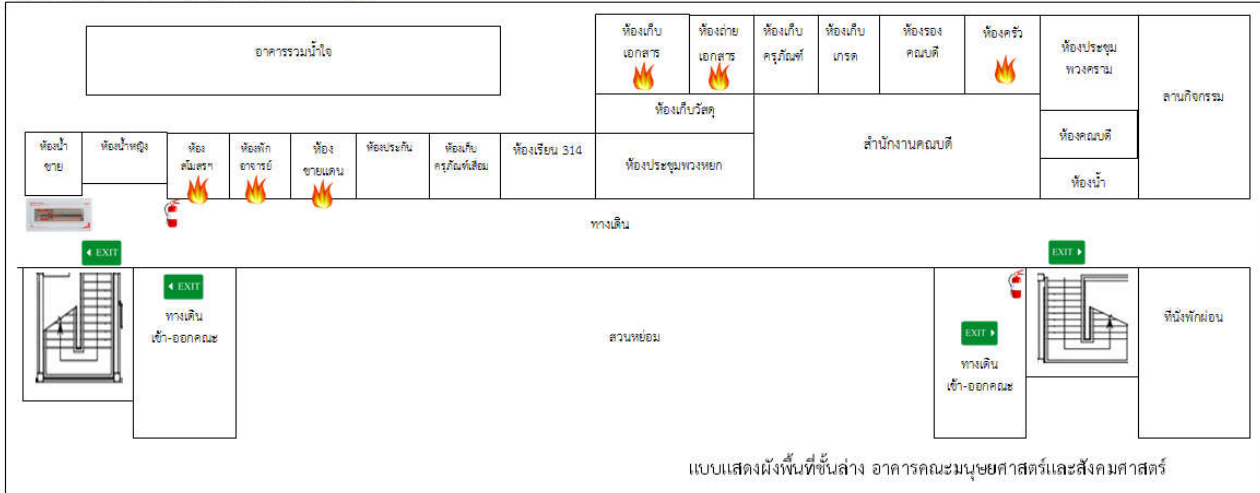 อาคารรวมน้ำใจ
ห้องเก็บ
เอกสาร
ห้องถ่าย
เอกสาร
ห้องเก็บ
ครุภัณฑ์
ห้องเก็บ
เกรด
ห้องรอง
คณบดี
ห้องครัว
ห้องประชุม
พวงคราม
ลานกิจกรรม
ห้องเก็บวัสดุ
สำนักงานคณบดี
ห้องคณบดี
ห้องน้ำ
ห้องน้ำ
ชาย
ห้องน้ำหญิง
ห้อง
สโมสรฯ
ห้องพัก
อาจารย์
ห้อง
ชายแดน
ห้องประกัน
ห้องเก็บ
ครุภัณฑ์เสื่อม
ห้องเรียน 314
ห้องประชุมพวงหยก
ทางเดิน
EXIT
EXIT
EXIT
ทางเดิน
เข้า-ออกคณะ
สวนหย่อม
EXIT
ทางเดิน
เข้า-ออกคณะ
ที่นั่งพักผ่อน
แบบแสดงผังพื้นที่ชั้นล่าง อาคารคณะมนุษยศาสตร์และสังคมศาสตร์